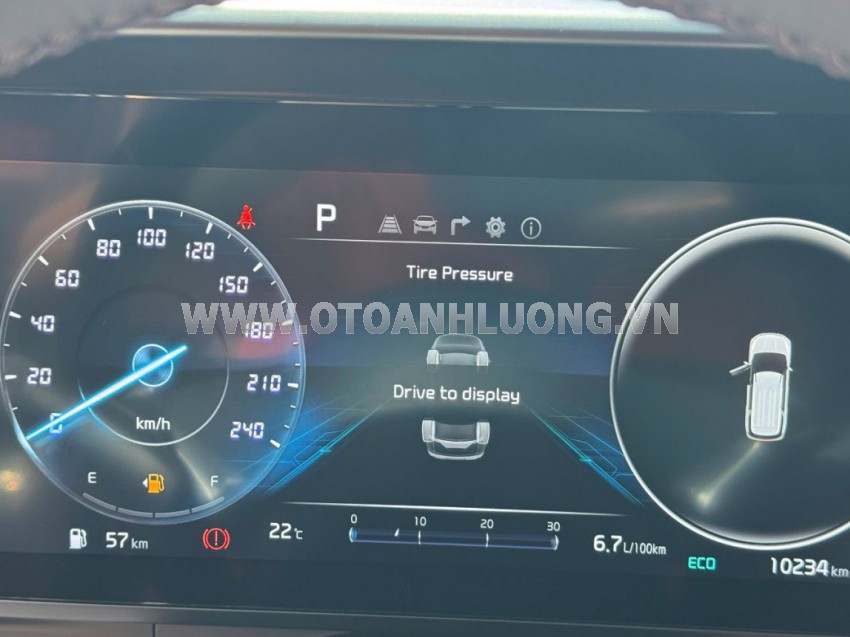 P
Tire Pressure
WWW.OTOANHLUONG.VN
Drive to display
0
20
40
60
80
100
120
150
180
210
240
km/h
E
F
57 km
22℃
0 10 20 30
6.7L/100km
ECO
10234 km